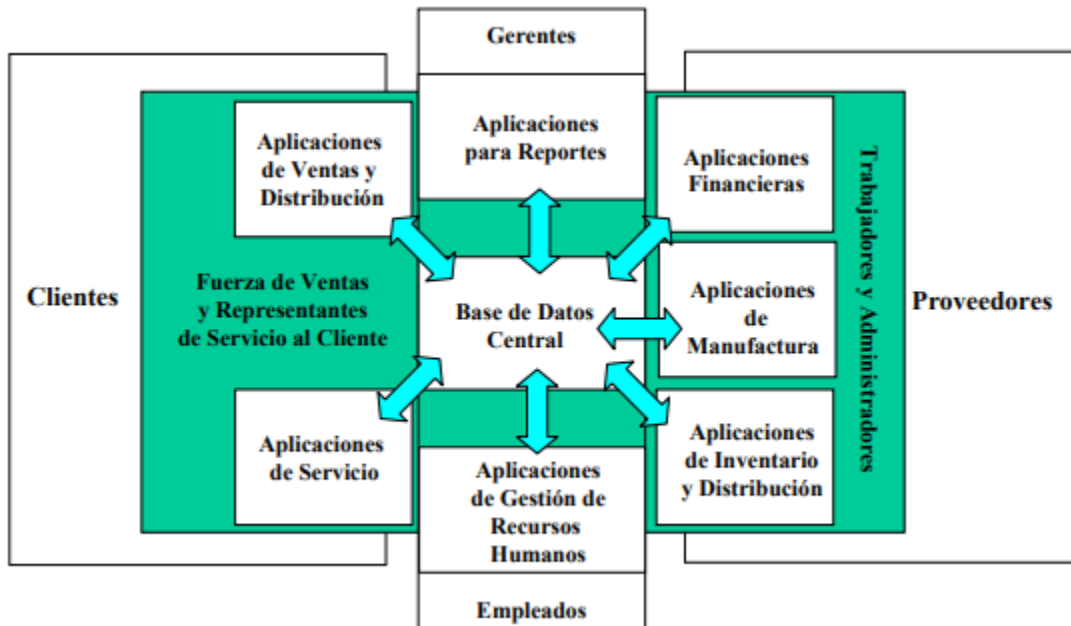 Gerentes
Aplicaciones
para Reportes
Aplicaciones
de Ventas y
Distribución
Aplicaciones
Financieras
Trabajadores y Administradores
Clientes
Fuerza de Ventas
y Representantes
de Servicio al Cliente
Base de Datos
Central
Aplicaciones
de
Manufactura
Proveedores
Aplicaciones
de Servicio
Aplicaciones
de Gestión de
Recursos
Humanos
Aplicaciones
de Inventario
y Distribución
Empleados